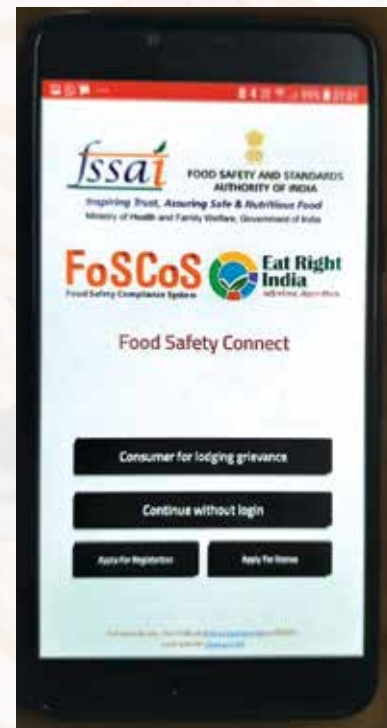 fssai
FOOD SAFETY AND STANDARDS
AUTHORITY OF INDIA
Inspiring Trust, Assuring Safe & Nutritious Food
Ministry of Health and Family Welfare, Government of India
FoSCoS
Food Safety Compliance System
Eat Right
India
Food Safety Connect
Consumer for lodging grievance
Continue without login
Apply For Registration
Apply For license